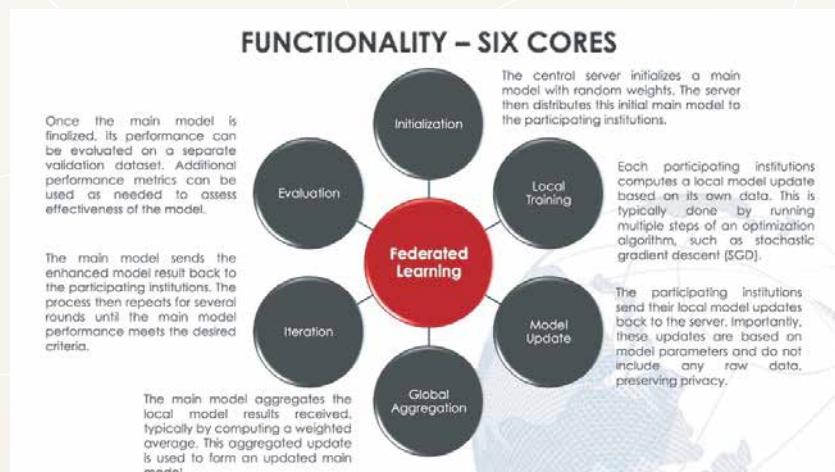 FUNCTIONALITY – SIX CORES
Initialization
The central server initializes a main
model with random weights. The server
then distributes this initial main model to
the participating institutions.
Local
Training
Each participating institutions
computes a local model update
based on its own data. This is
typically done by running
multiple steps of an optimization
algorithm, such as stochastic
gradient descent (SGD).
Model
Update
The participating institutions
send their local model updates
back to the server. Importantly,
these updates are based on
model parameters and do not
include any raw data,
preserving privacy.
Global
Aggregation
The main model aggregates the
local model results received,
typically by computing a weighted
average. This aggregated update
is used to form an updated main
model.
Iteration
The main model sends the
enhanced model result back to
the participating institutions. The
process then repeats for several
rounds until the main model
performance meets the desired
criteria.
Evaluation
Once the main model is
finalized, its performance can
be evaluated on a separate
validation dataset. Additional
performance metrics can be
used as needed to assess
effectiveness of the model.
Federated
Learning